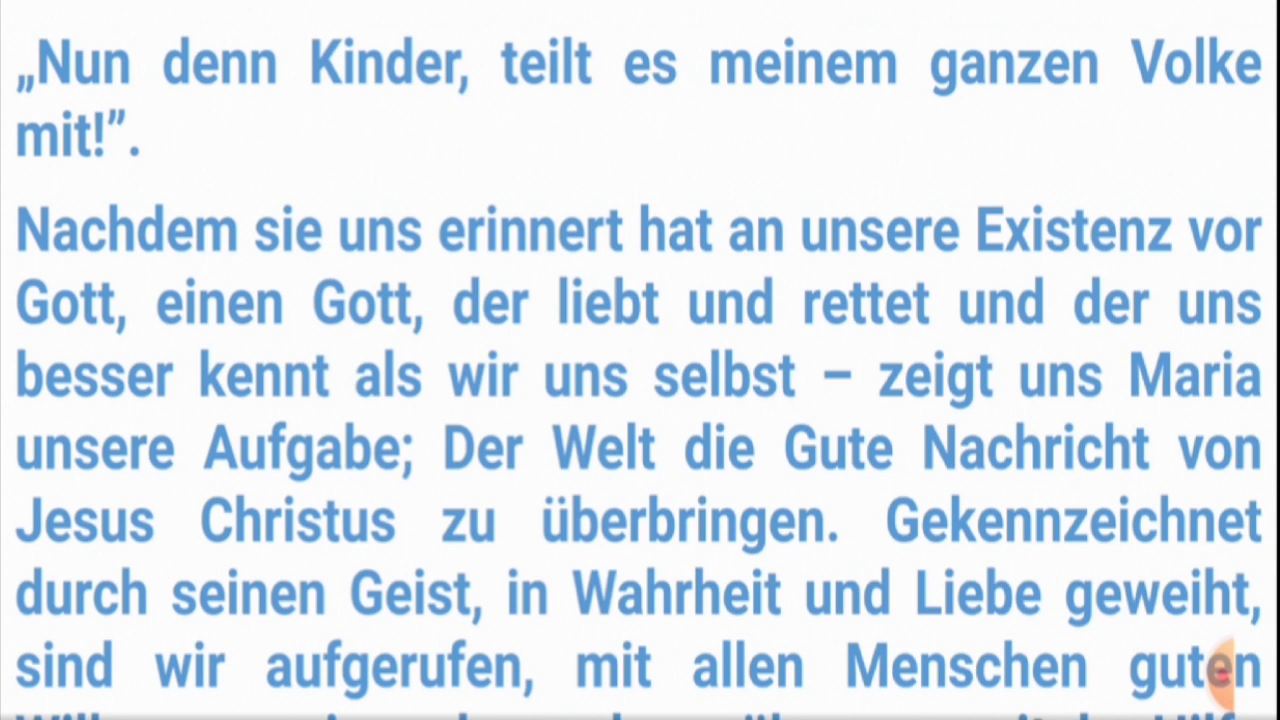 „Nun denn Kinder, teilt es meinem ganzen Volke
mit!”.
Nachdem sie uns erinnert hat an unsere Existenz vor
Gott, einen Gott, der liebt und rettet und der uns
besser kennt als wir uns selbst – zeigt uns Maria
unsere Aufgabe; Der Welt die Gute Nachricht von
Jesus Christus zu überbringen. Gekennzeichnet
durch seinen Geist, in Wahrheit und Liebe geweiht,
sind wir aufgerufen, mit allen Menschen guten